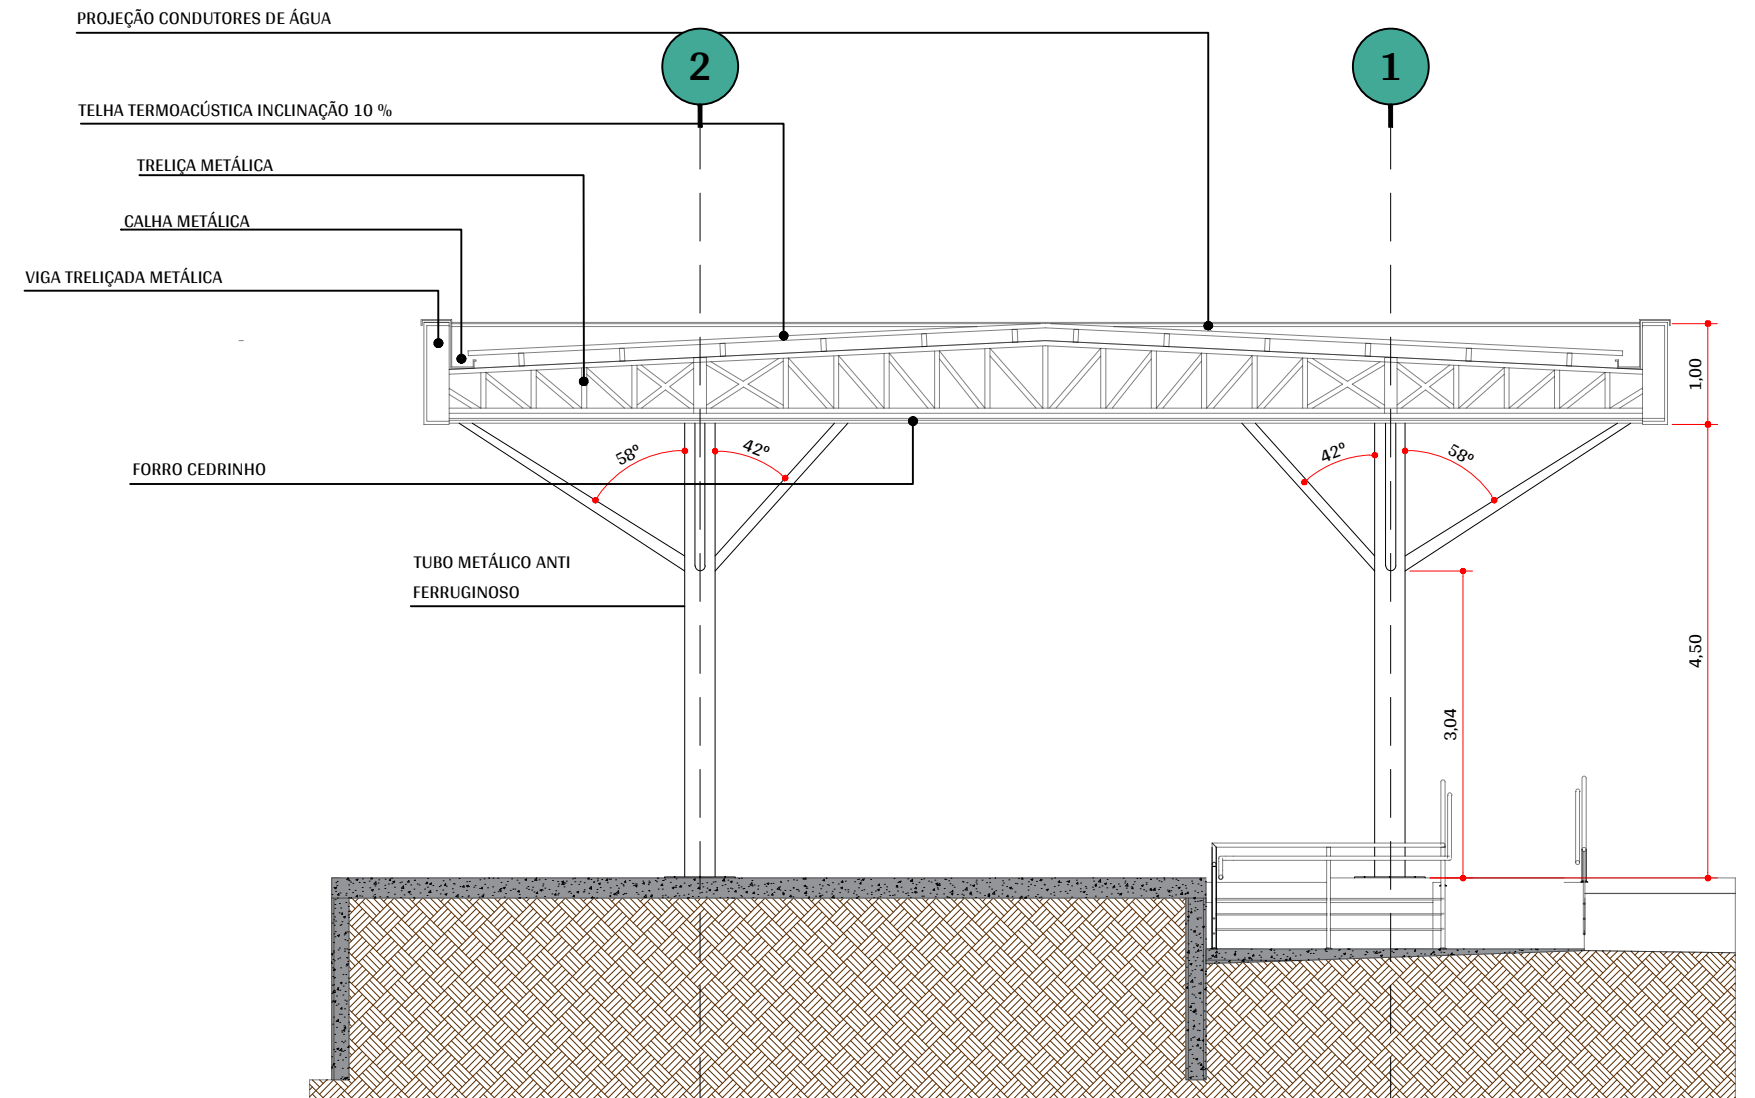 PROJEÇÃO CONDUTORES DE ÁGUA
2
1
TELHA TERMOACÚSTICA INCLINAÇÃO 10 %
TRELIÇA METÁLICA
CALHA METÁLICA
VIGA TRELIÇADA METÁLICA
1,00
58º
42º
42º
58º
FORRO CEDRINHO
TUBO METÁLICO ANTI
FERRUGINOSO
4,50
3,04